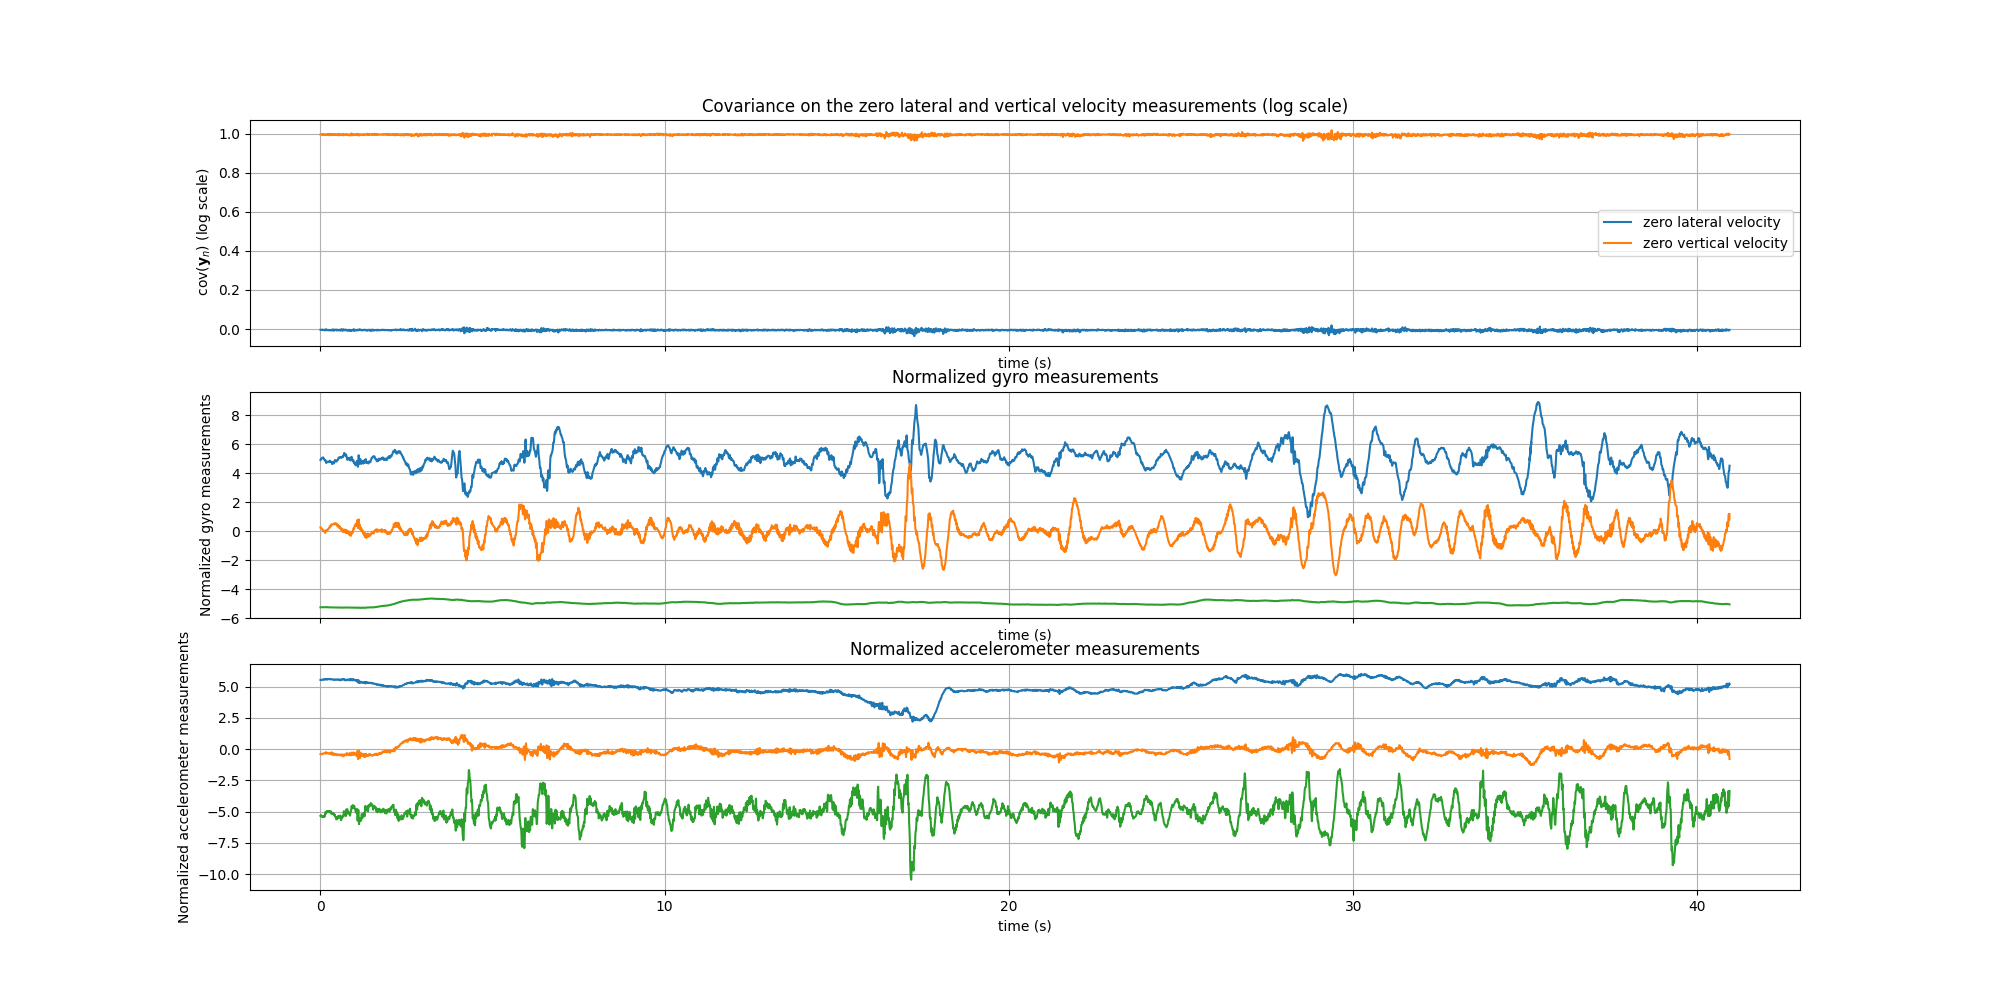 Covariance on the zero lateral and vertical velocity measurements (log scale)
cov(𝐲ₙ) (log scale)
1.0
0.8
0.6
0.4
0.2
0.0
zero lateral velocity
zero vertical velocity
time (s)
Normalized gyro measurements
Normalized gyro measurements
8
6
4
2
0
−2
−4
−6
time (s)
Normalized accelerometer measurements
Normalized accelerometer measurements
5.0
2.5
0.0
−2.5
−5.0
−7.5
−10.0
0 10 20 30 40
time (s)